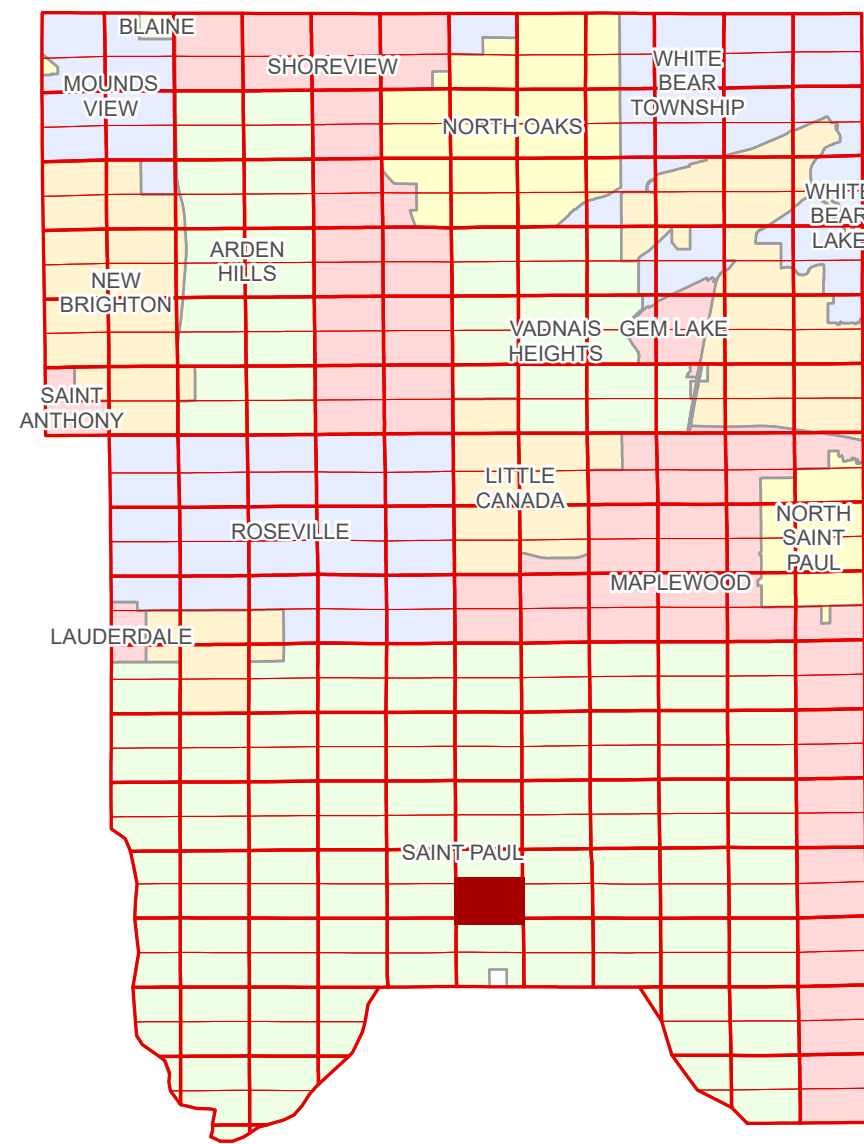 BLAINE
SHOREVIEW
MOUNDS
VIEW
WHITE
BEAR
TOWNSHIP
NORTH OAKS
WHITE
BEAR
LAKE
ARDEN
HILLS
NEW
BRIGHTON
VADNAIS
HEIGHTS
GEM LAKE
SAINT
ANTHONY
LITTLE
CANADA
ROSEVILLE
NORTH
SAINT
PAUL
MAPLEWOOD
LAUDERDALE
SAINT PAUL